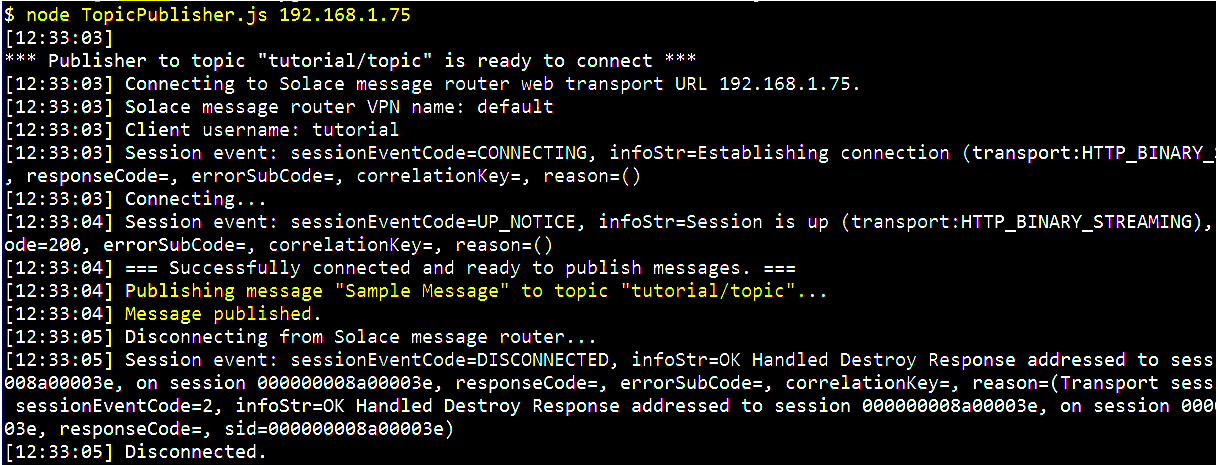 $ node TopicPublisher.js 192.168.1.75
[12:33:03]
*** Publisher to topic "tutorial/topic" is ready to connect ***
[12:33:03] Connecting to Solace message router web transport URL 192.168.1.75.
[12:33:03] Solace message router VPN name: default
[12:33:03] Client username: tutorial
[12:33:03] Session event: sessionEventCode=CONNECTING, infoStr=Establishing connection (transport:HTTP_BINARY_S
, responseCode=, errorSubCode=, correlationKey=, reason=()
[12:33:03] Connecting...
[12:33:04] Session event: sessionEventCode=UP_NOTICE, infoStr=Session is up (transport:HTTP_BINARY_STREAMING),
ode=200, errorSubCode=, correlationKey=, reason=()
[12:33:04] === Successfully connected and ready to publish messages. ===
[12:33:04] Publishing message "Sample Message" to topic "tutorial/topic"...
[12:33:04] Message published.
[12:33:05] Disconnecting from Solace message router...
[12:33:05] Session event: sessionEventCode=DISCONNECTED, infoStr=OK Handled Destroy Response addressed to sess
008a00003e, on session 000000008a00003e, responseCode=, errorSubCode=, correlationKey=, reason=(Transport sess
sessionEventCode=2, infoStr=OK Handled Destroy Response addressed to session 000000008a00003e, on session 000
03e, responseCode=, sid=000000008a00003e)
[12:33:05] Disconnected.